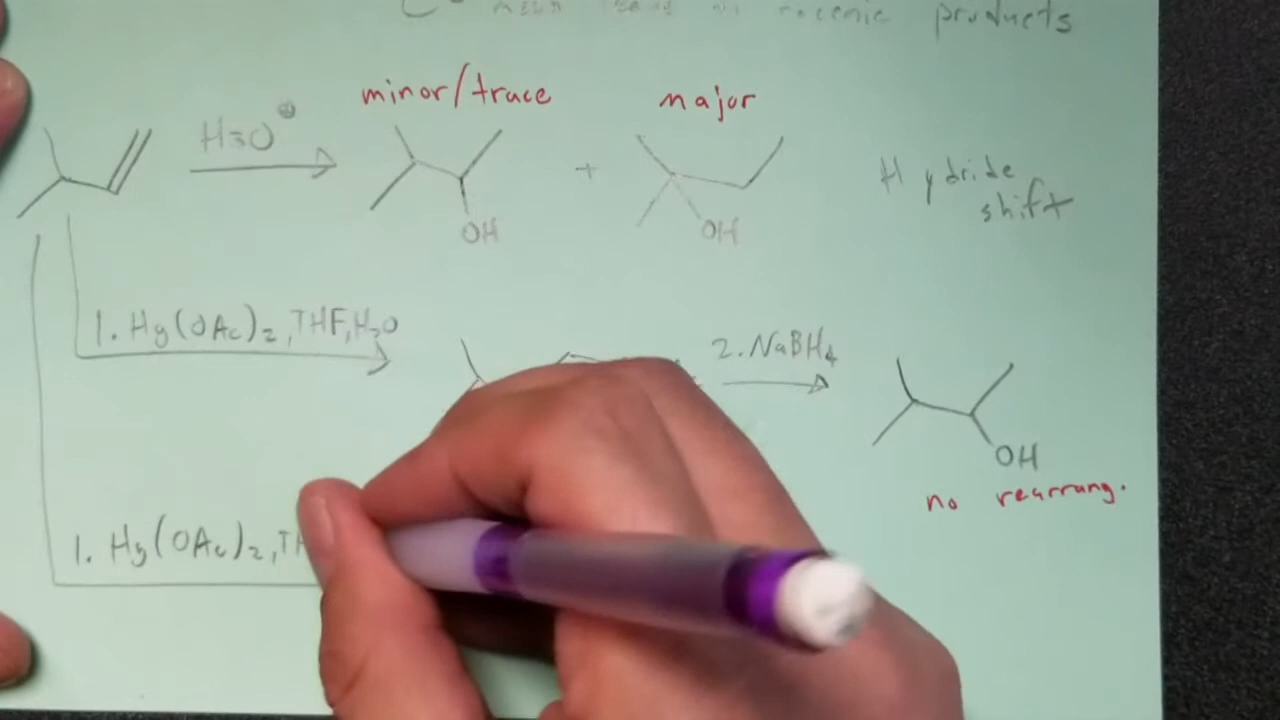 products
minor/trace
major
H3O⊕
+
Hydride
shift
OH
OH
1. Hg(OAc)2, THF, H2O
2. NaBH4
OH
no rearrang.
1. Hg(OAc)2, TH